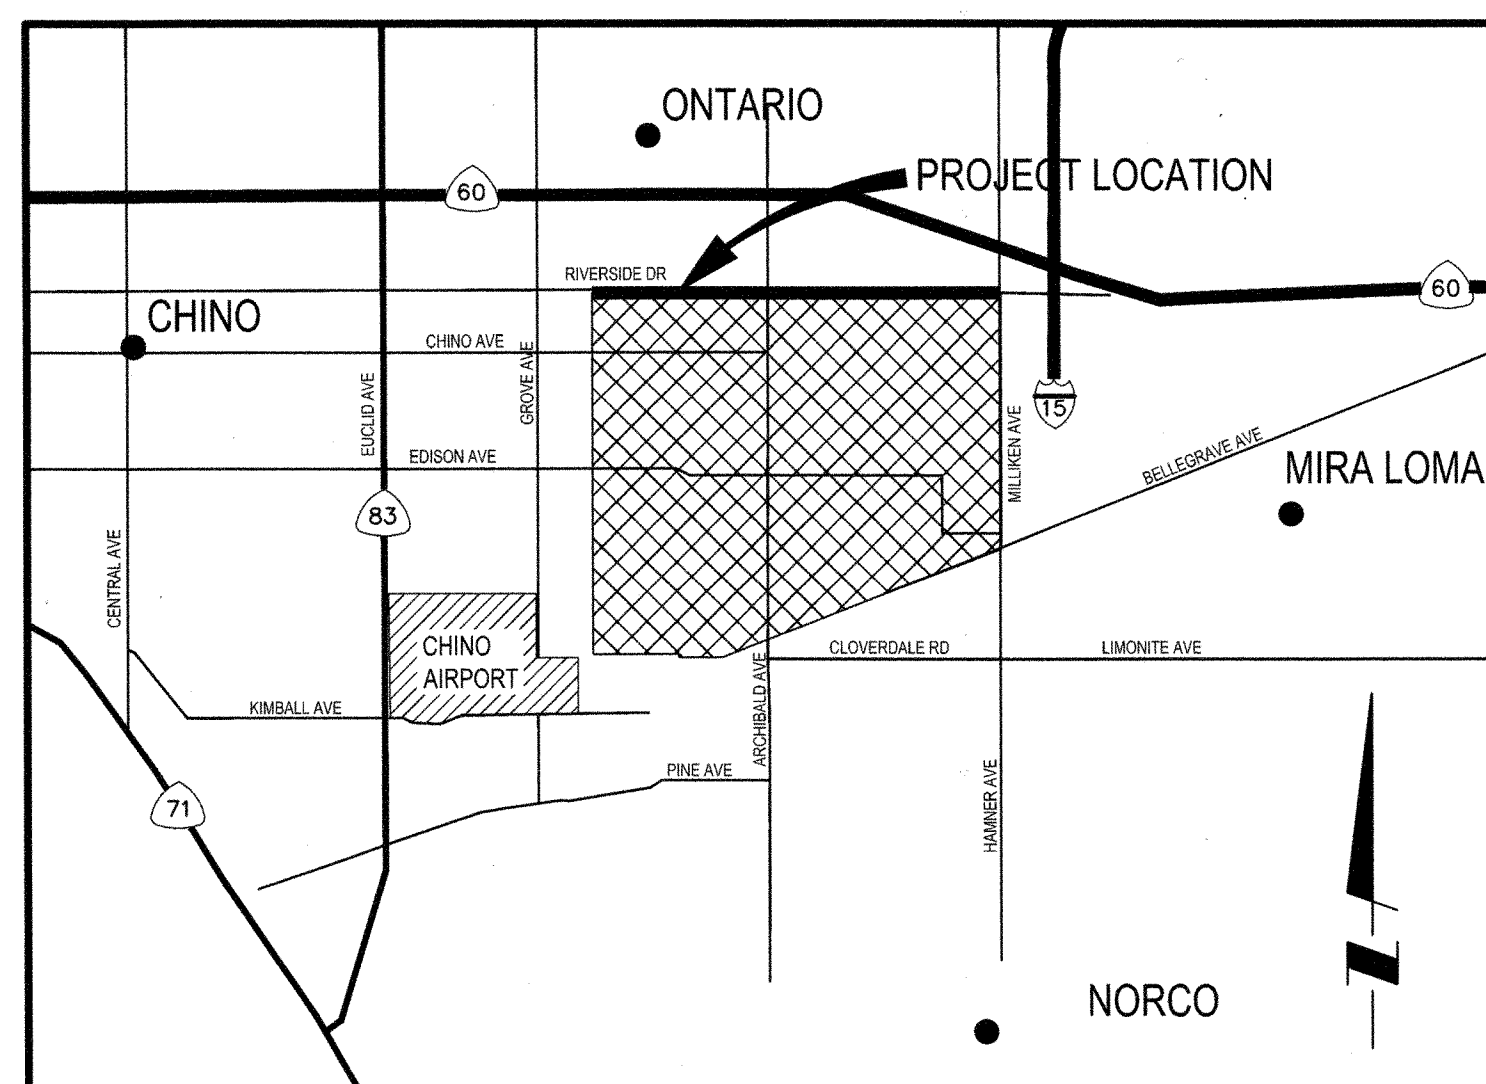 ONTARIO
PROJECT LOCATION
60
RIVERSIDE DR
60
CHINO
CHINO AVE
GROVE AVE
EUCLID AVE
15
MILLIKEN AVE
BELLEGRAVE AVE
EDISON AVE
MIRA LOMA
83
CENTRAL AVE
CHINO
AIRPORT
CLOVERDALE RD
LIMONITE AVE
ARCHIBALD AVE
KIMBALL AVE
PINE AVE
HAMNER AVE
71
Z
NORCO